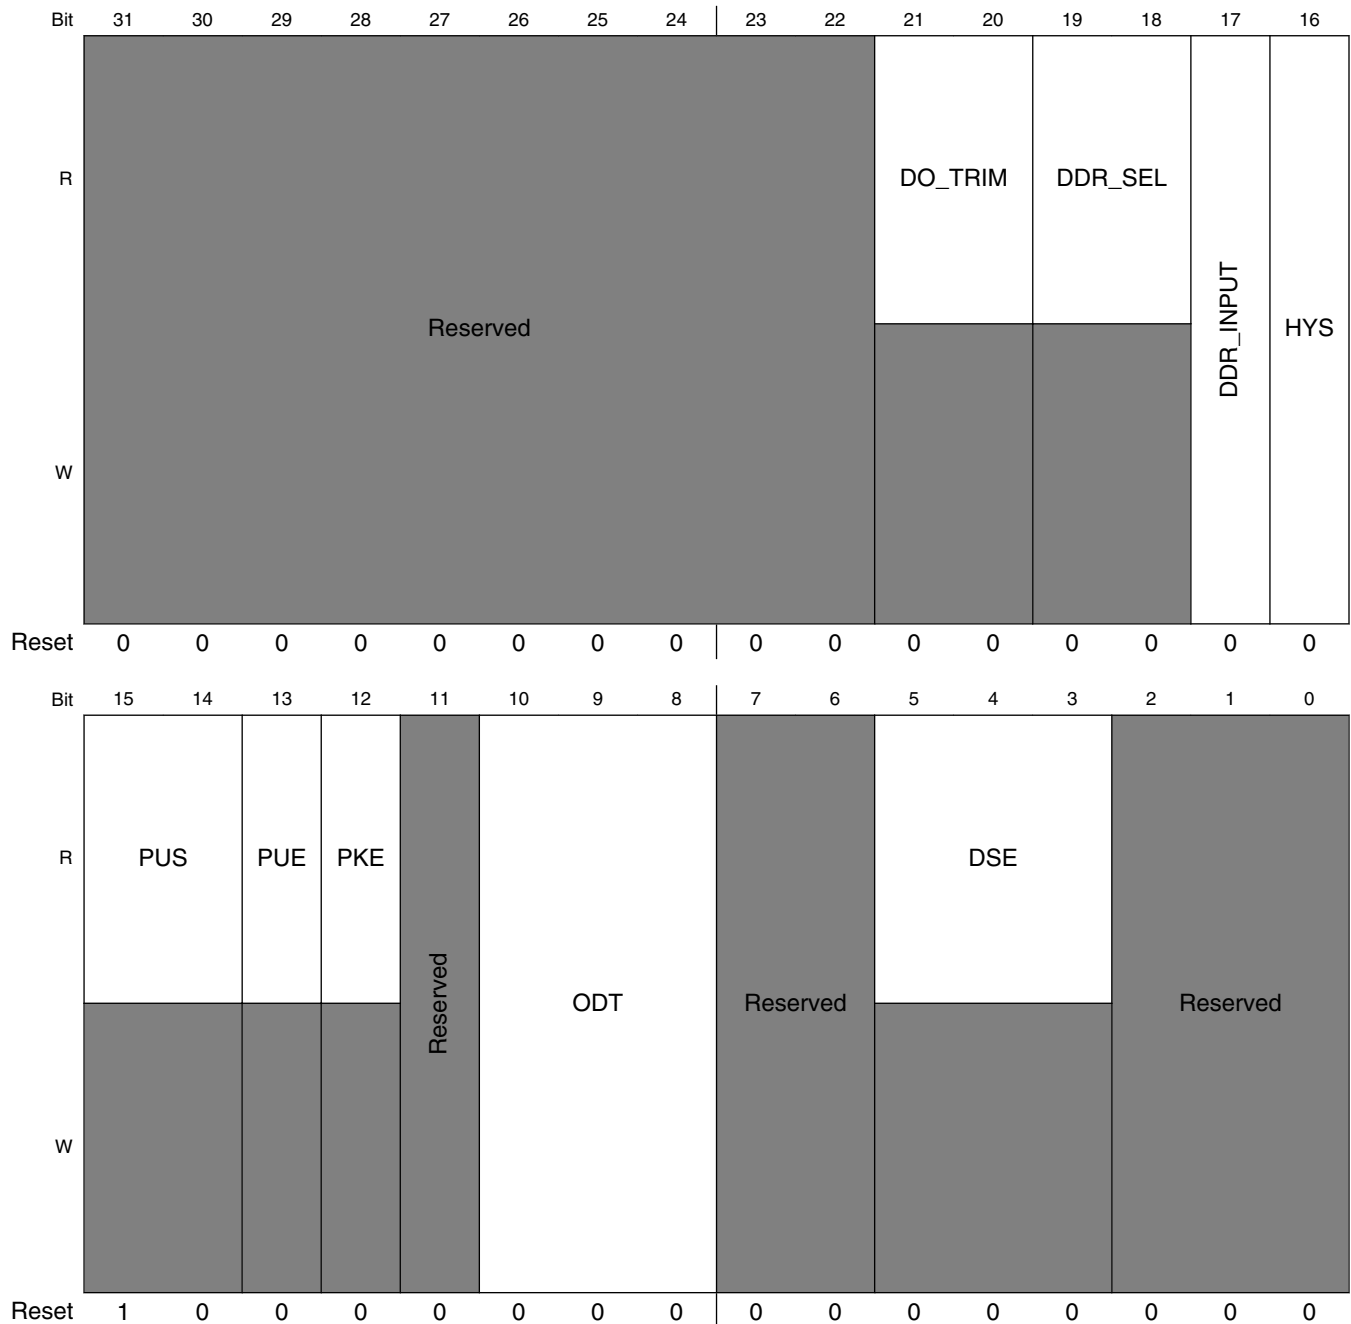 Bit 31 30 29 28 27 26 25 24 23 22 21 20 19 18 17 16
R DO_TRIM DDR_SEL
Reserved DDR_INPUT HYS
W
Reset 0 0 0 0 0 0 0 0 0 0 0 0 0 0 0 0
Bit 15 14 13 12 11 10 9 8 7 6 5 4 3 2 1 0
R PUS PUE PKE DSE
Reserved ODT Reserved Reserved
W
Reset 1 0 0 0 0 0 0 0 0 0 0 0 0 0 0 0